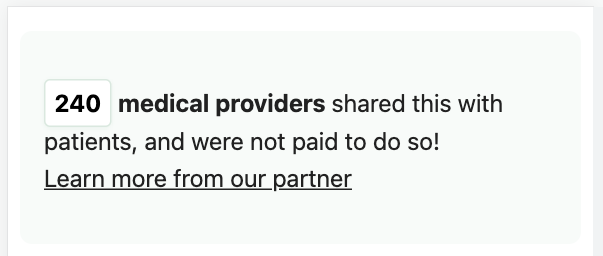 240 medical providers shared this with
patients, and were not paid to do so!
Learn more from our partner